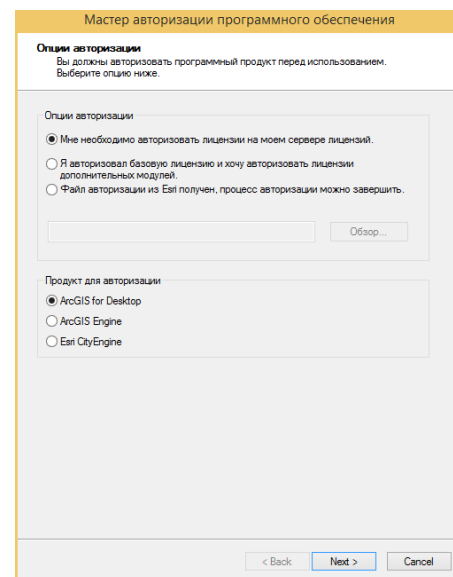 Мастер авторизации программного обеспечения
Опции авторизации
Вы должны авторизовать программный продукт перед использованием.
Выберите опцию ниже.
Опции авторизации
Мне необходимо авторизовать лицензии на моем сервере лицензий.
Я авторизовал базовую лицензию и хочу авторизовать лицензии
дополнительных модулей.
Файл авторизации из Esri получен, процесс авторизации можно завершить.
Обзор...
Продукт для авторизации
ArcGIS for Desktop
ArcGIS Engine
Esri CityEngine
< Back
Next >
Cancel